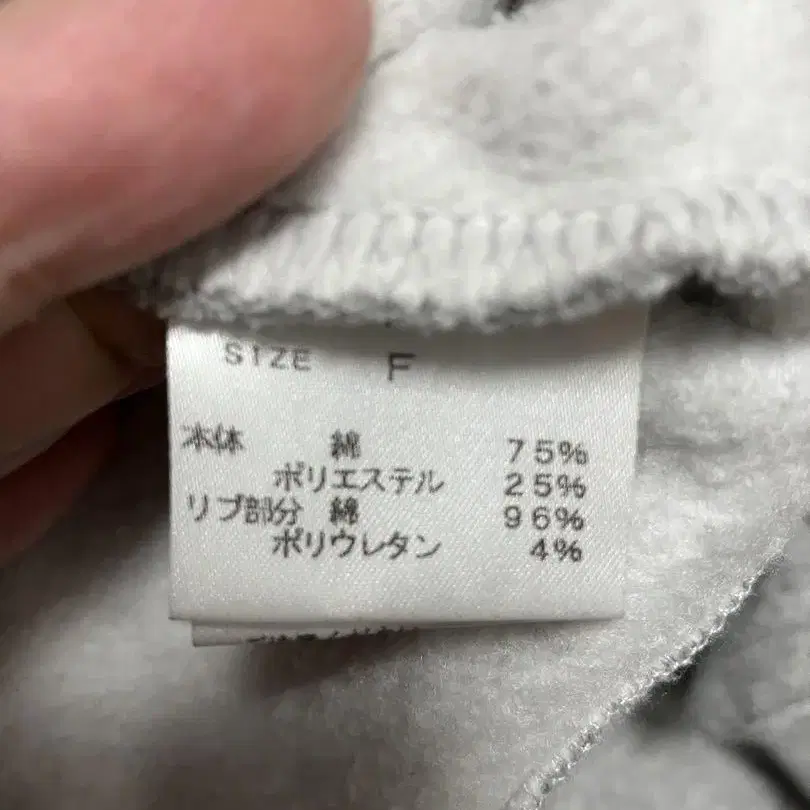 SIZE F
本体 綿 75%
ポリエステル 25%
リブ部分 綿 96%
ポリウレタン 4%